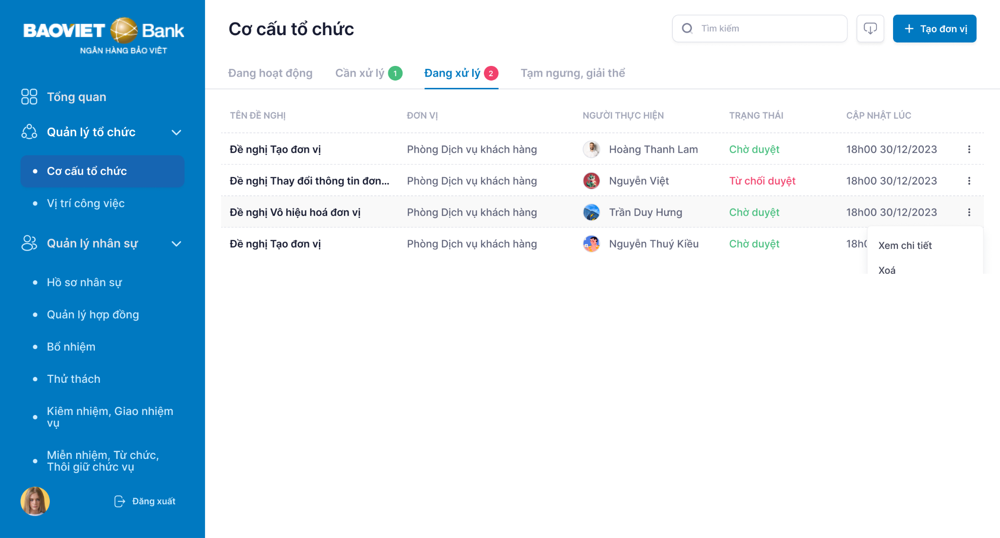 BAOVIET Bank
NGÂN HÀNG BẢO VIỆT
Tổng quan
Quản lý tổ chức
Cơ cấu tổ chức
Vị trí công việc
Quản lý nhân sự
Hồ sơ nhân sự
Quản lý hợp đồng
Bổ nhiệm
Thử thách
Kiêm nhiệm, Giao nhiệm
vụ
Miễn nhiệm, Từ chức,
Thôi giữ chức vụ
Đăng xuất
Cơ cấu tổ chức
Tìm kiếm
Tạo đơn vị
Đang hoạt động
Cần xử lý 1
Đang xử lý 2
Tạm ngưng, giải thể
TÊN ĐỀ NGHỊ ĐƠN VỊ NGƯỜI THỰC HIỆN TRẠNG THÁI CẬP NHẬT LÚC
Đề nghị Tạo đơn vị Phòng Dịch vụ khách hàng Hoàng Thanh Lam Chờ duyệt 18h00 30/12/2023
Đề nghị Thay đổi thông tin đơn... Phòng Dịch vụ khách hàng Nguyễn Việt Từ chối duyệt 18h00 30/12/2023
Đề nghị Vô hiệu hoá đơn vị Phòng Dịch vụ khách hàng Trần Duy Hưng Chờ duyệt 18h00 30/12/2023
Đề nghị Tạo đơn vị Phòng Dịch vụ khách hàng Nguyễn Thuý Kiều Chờ duyệt 18h0
Xem chi tiết
Xoá